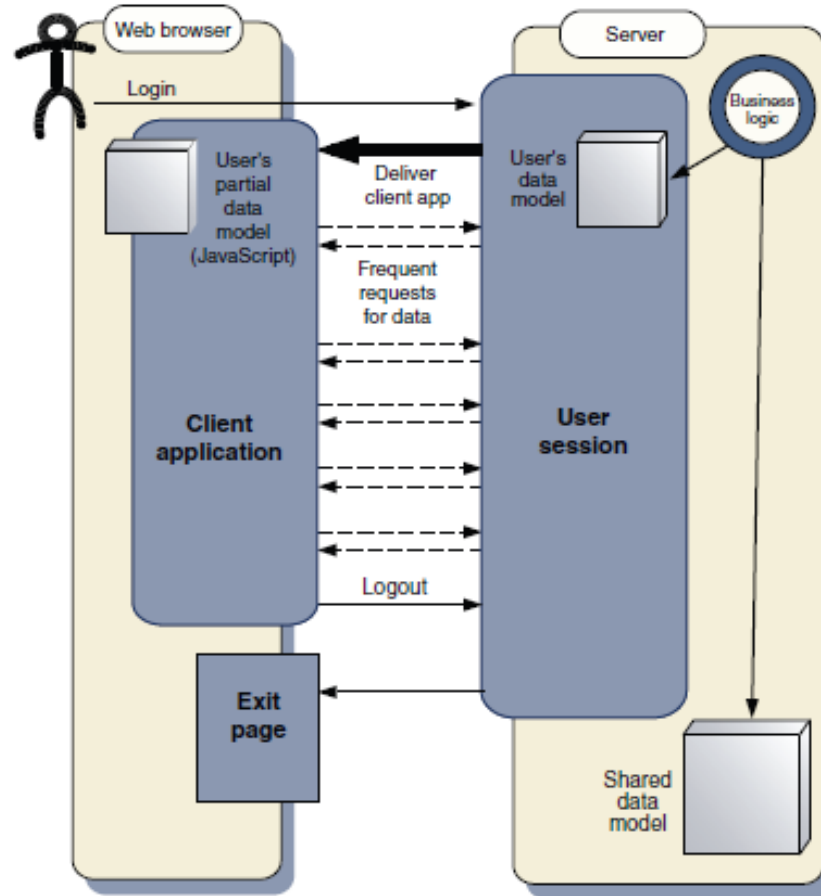 Web browser
Server
Login
Business
logic
User's
partial
data
model
(JavaScript)
Deliver
client app
User's
data
model
Frequent
requests
for data
Client
application
User
session
Logout
Exit
page
Shared
data
model